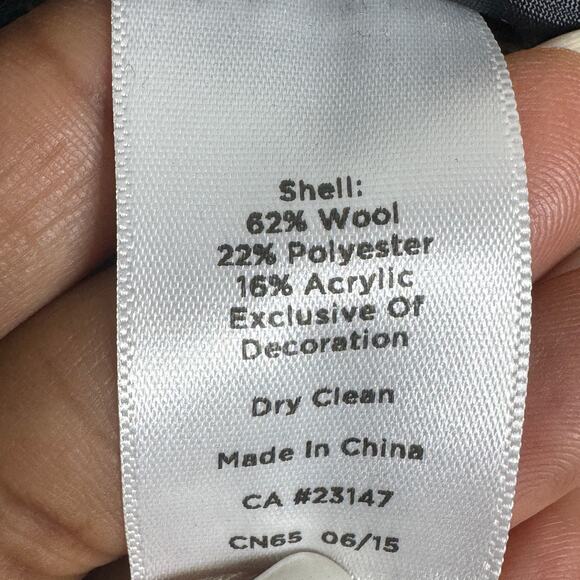 Shell:
62% Wool
22% Polyester
16% Acrylic
Exclusive Of
Decoration
Dry Clean
Made In China
CA #23147
CN65 06/15